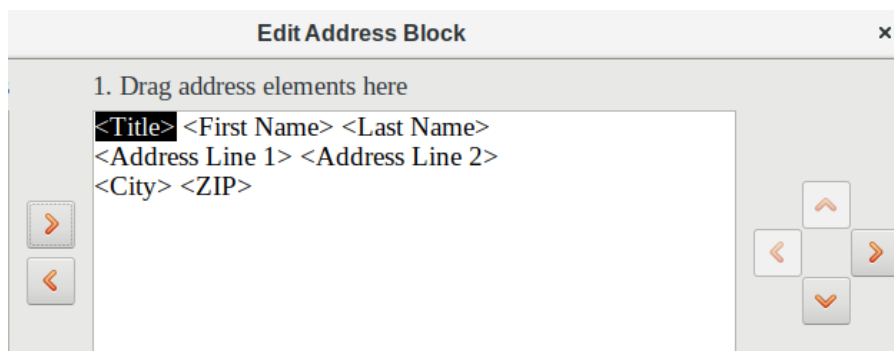 Edit Address Block
1. Drag address elements here
<Title> <First Name> <Last Name>
<Address Line 1> <Address Line 2>
<City> <ZIP>